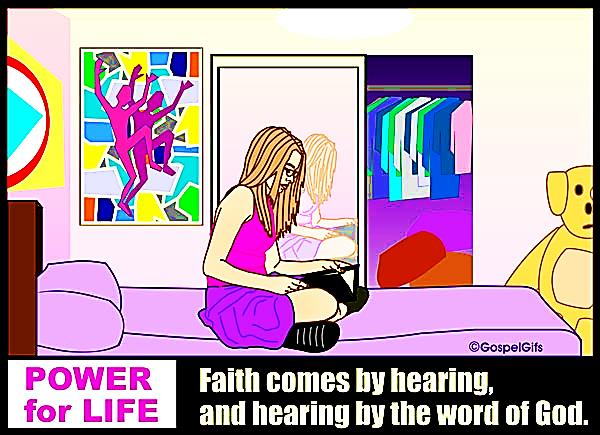 ©GospelGifs
POWER
for LIFE
Faith comes by hearing,
and hearing by the word of God.